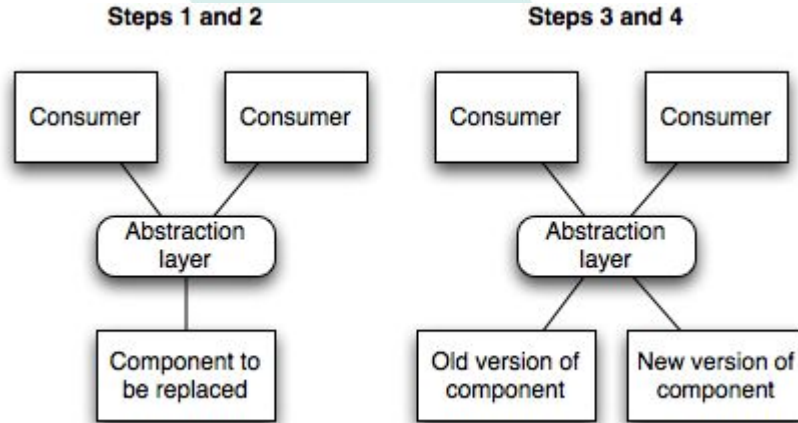 Steps 1 and 2
Steps 3 and 4
Consumer
Consumer
Consumer
Consumer
Abstraction
layer
Abstraction
layer
Component to
be replaced
Old version of
component
New version of
component